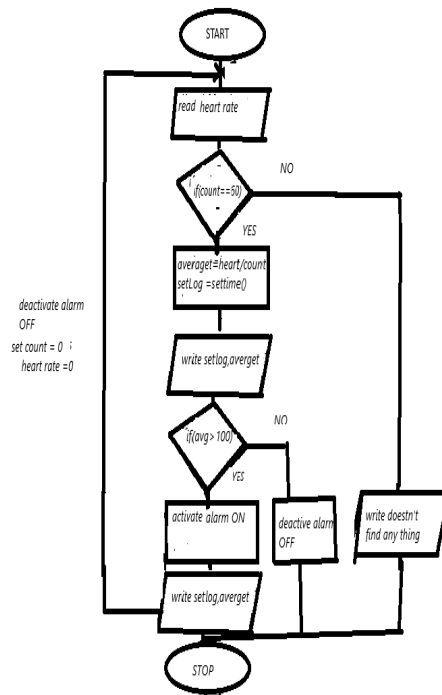 START
read heart rate
if(count==60)
NO
YES
averaget=heart/count
setLog =settime()
deactivate alarm
OFF
set count = 0 ;
heart rate =0
write setlog,averget
if(avg>100)
NO
YES
activate alarm ON
deactive alarm
OFF
write doestn't
find any thing
write setlog,averget
STOP